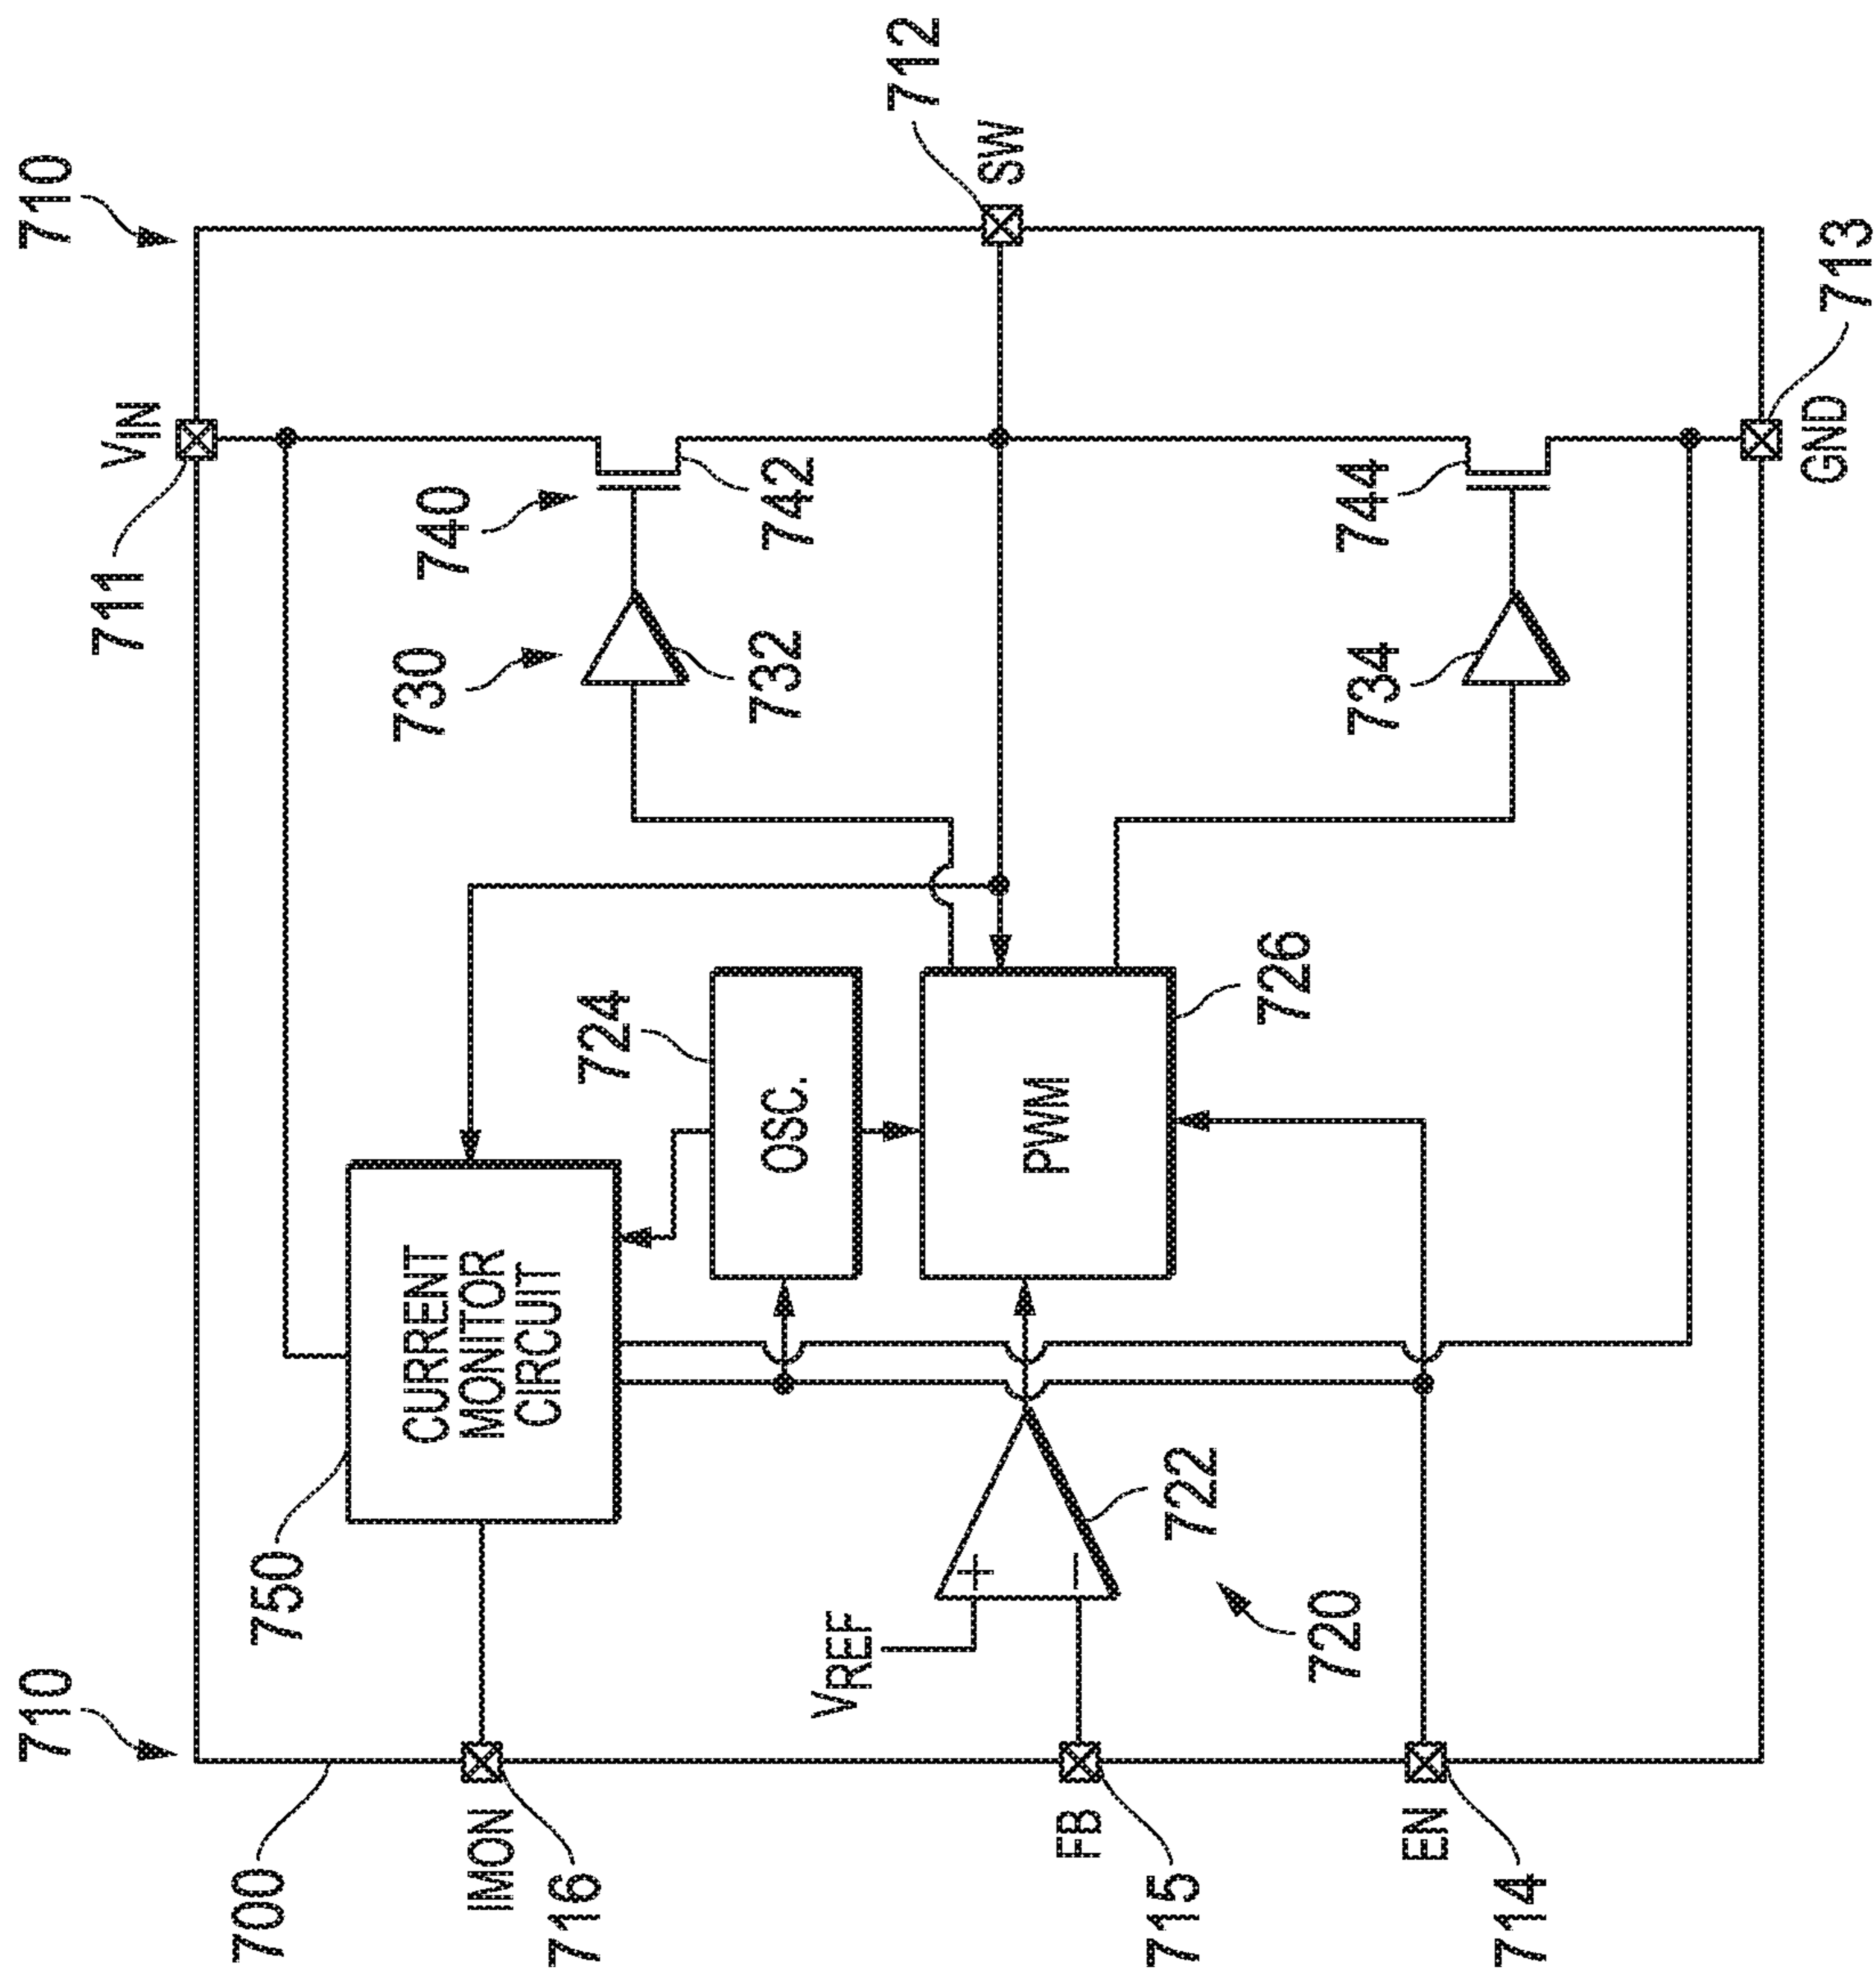 710
710
712
711
VIN
SW
713
GND
740
742
744
730
732
734
724
726
OSC.
PWM
CURRENT
MONITOR
CIRCUIT
750
VREF
+
−
722
720
700
IMON
716
FB
715
EN
714